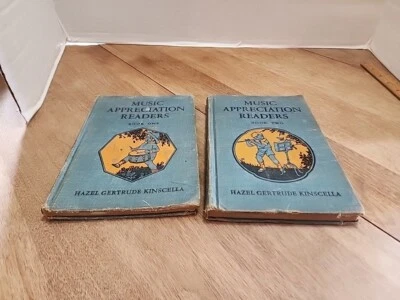 MUSIC
APPRECIATION
READERS
BOOK ONE
HAZEL GERTRUDE KINSCELLA
MUSIC
APPRECIATION
READERS
BOOK TWO
HAZEL GERTRUDE KINSCELLA